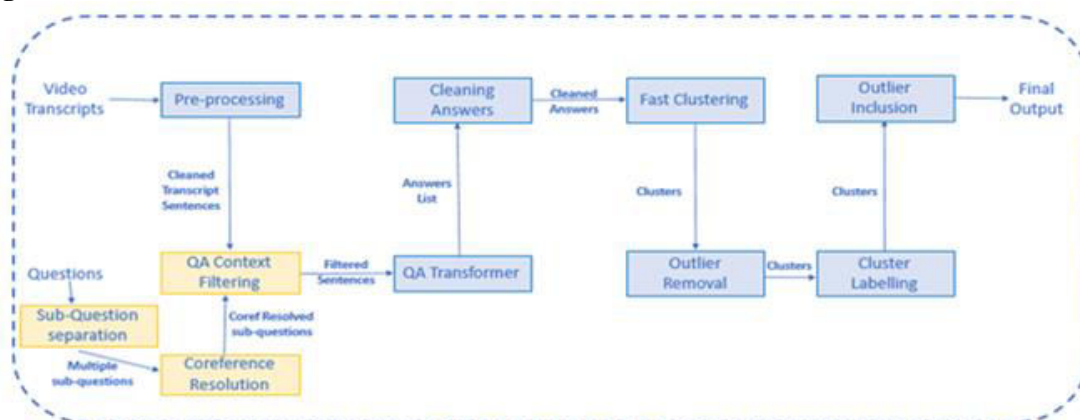 Video
Transcripts
Pre-processing
Cleaned
Transcript
Sentences
Questions
Sub-Question
separation
Multiple
sub-questions
Coreference
Resolution
Coref Resolved
sub-questions
QA Context
Filtering
Filtered
Sentences
QA Transformer
Answers
List
Cleaning
Answers
Cleaned
Answers
Fast Clustering
Clusters
Outlier
Removal
Clusters
Cluster
Labelling
Clusters
Outlier
Inclusion
Final
Output